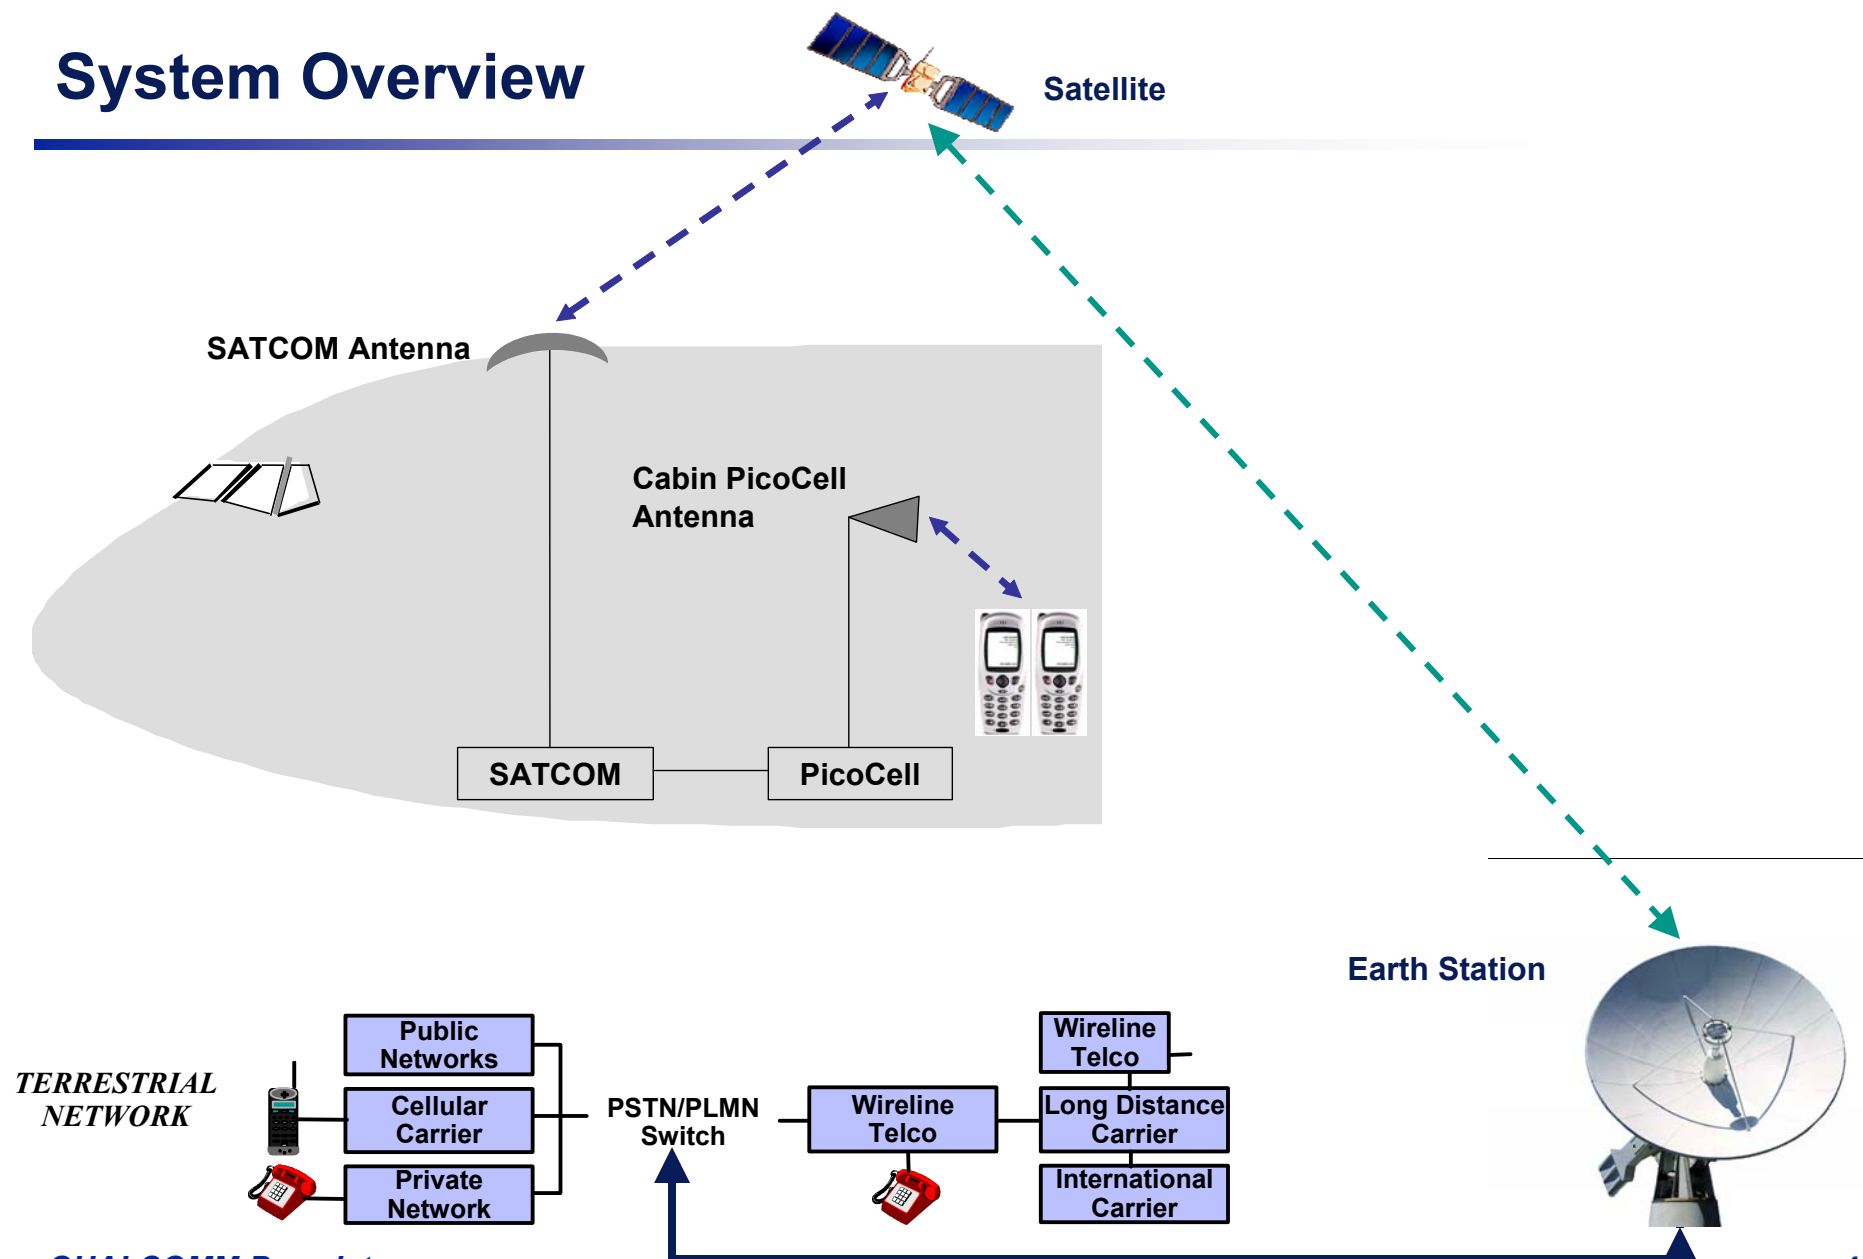 System Overview
Satellite
SATCOM Antenna
Cabin PicoCell
Antenna
SATCOM
PicoCell
Earth Station
TERRESTRIAL
NETWORK
Public
Networks
Cellular
Carrier
Private
Network
PSTN/PLMN
Switch
Wireline
Telco
Wireline
Telco
Long Distance
Carrier
International
Carrier